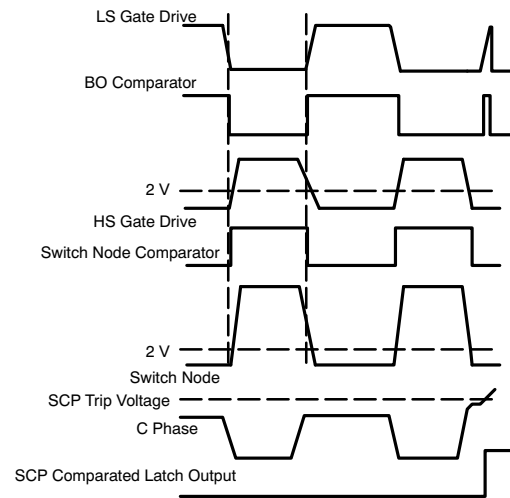 LS Gate Drive
BO Comparator
2 V
HS Gate Drive
Switch Node Comparator
2 V
Switch Node
SCP Trip Voltage
C Phase
SCP Comparated Latch Output